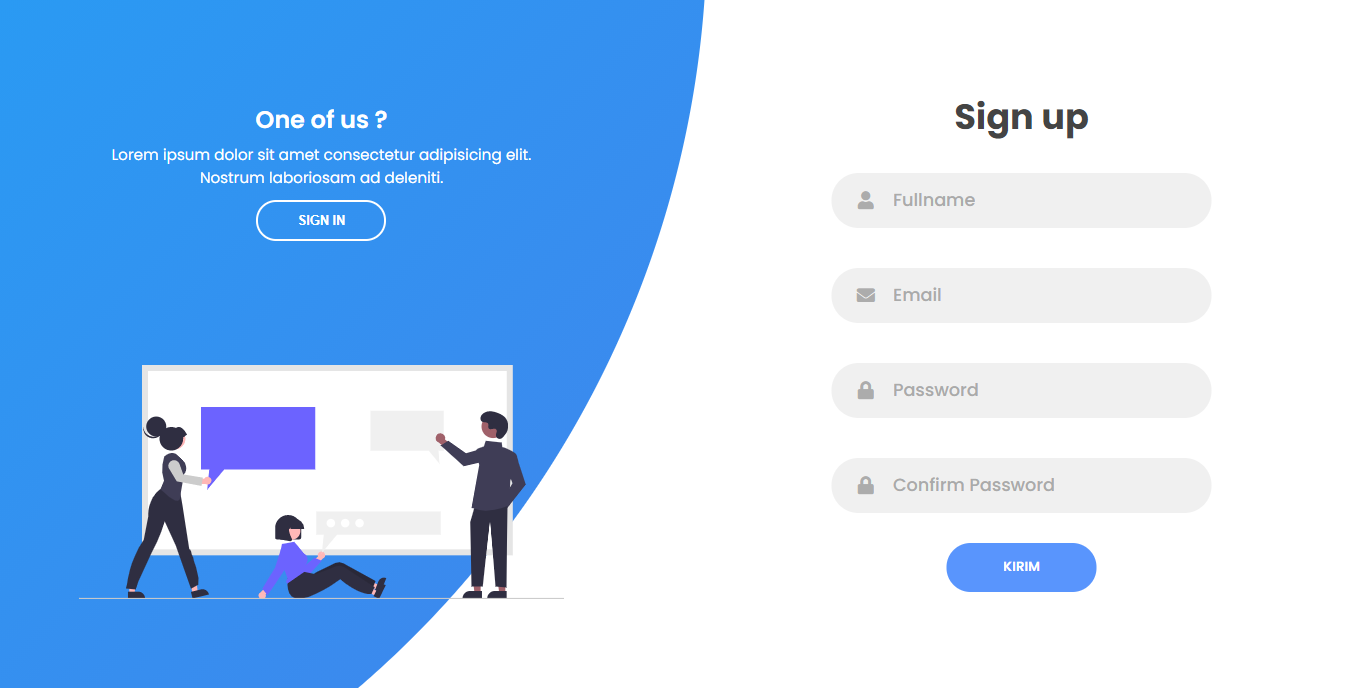 One of us ?
Lorem ipsum dolor sit amet consectetur adipisicing elit.
Nostrum laboriosam ad deleniti.
SIGN IN
Sign up
Fullname
Email
Password
Confirm Password
KIRIM